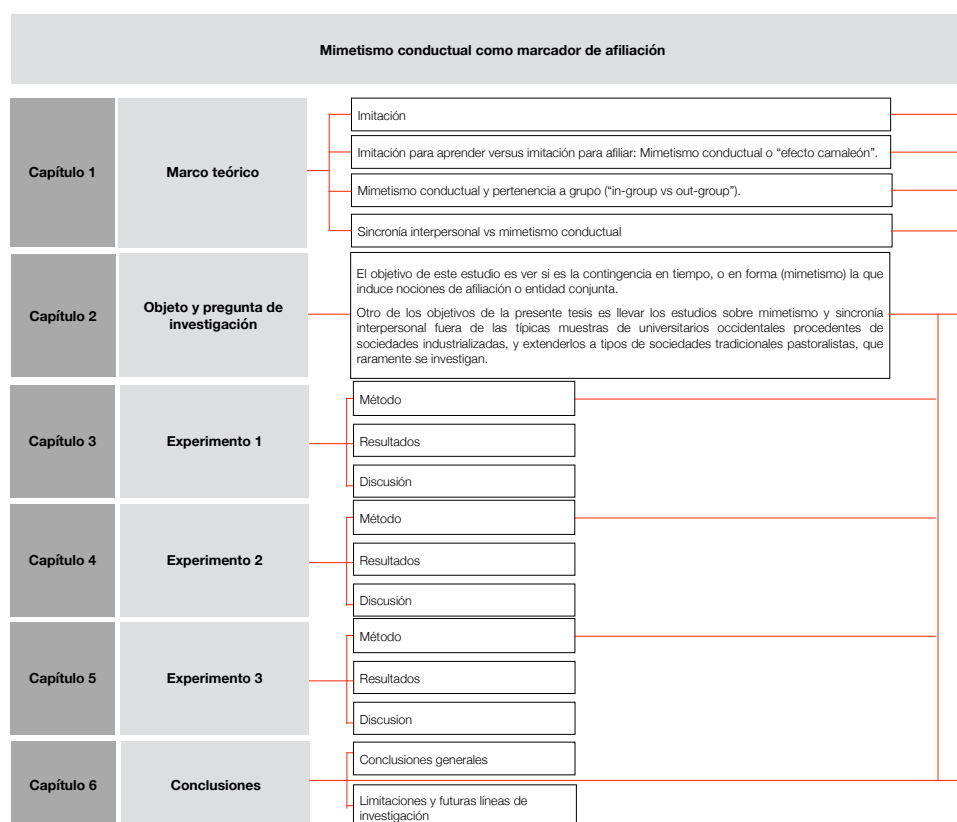 Mimetismo conductual como marcador de afiliación
Capítulo 1
Marco teórico
Imitación
Imitación para aprender versus imitación para afiliar: Mimetismo conductual o “efecto camaleón”.
Mimetismo conductual y pertenencia a grupo (“in-group vs out-group”).
Sincronía interpersonal vs mimetismo conductual
Capítulo 2
Objeto y pregunta de
investigación
El objetivo de este estudio es ver si es la contingencia en tiempo, o en forma (mimetismo) la que
induce nociones de afiliación o entidad conjunta.
Otro de los objetivos de la presente tesis es llevar los estudios sobre mimetismo y sincronía
interpersonal fuera de las típicas muestras de universitarios occidentales procedentes de
sociedades industrializadas, y extenderlos a tipos de sociedades tradicionales pastoralistas, que
raramente se investigan.
Capítulo 3
Experimento 1
Método
Resultados
Discusión
Capítulo 4
Experimento 2
Método
Resultados
Discusión
Capítulo 5
Experimento 3
Método
Resultados
Discusion
Capítulo 6
Conclusiones
Conclusiones generales
Limitaciones y futuras líneas de
investigación